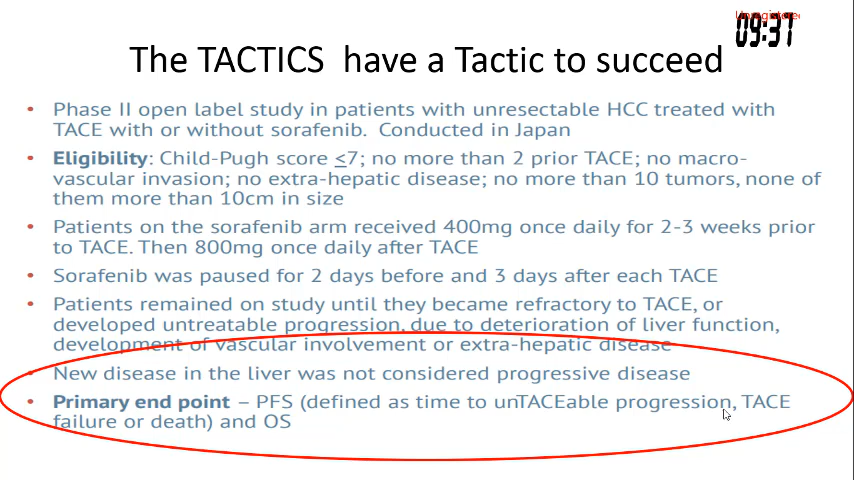 Unregistered
09:31
The TACTICS have a Tactic to succeed
• Phase II open label study in patients with unresectable HCC treated with
TACE with or without sorafenib. Conducted in Japan
• Eligibility: Child-Pugh score <7; no more than 2 prior TACE; no macro-
vascular invasion; no extra-hepatic disease; no more than 10 tumors, none of
them more than 10cm in size
• Patients on the sorafenib arm received 400mg once daily for 2-3 weeks prior
to TACE. Then 800mg once daily after TACE
• Sorafenib was paused for 2 days before and 3 days after each TACE
• Patients remained on study until they became refractory to TACE, or
developed untreatable progression, due to deterioration of liver function,
development of vascular involvement or extra-hepatic disease
• New disease in the liver was not considered progressive disease
• Primary end point – PFS (defined as time to unTACEable progression, TACE
failure or death) and OS